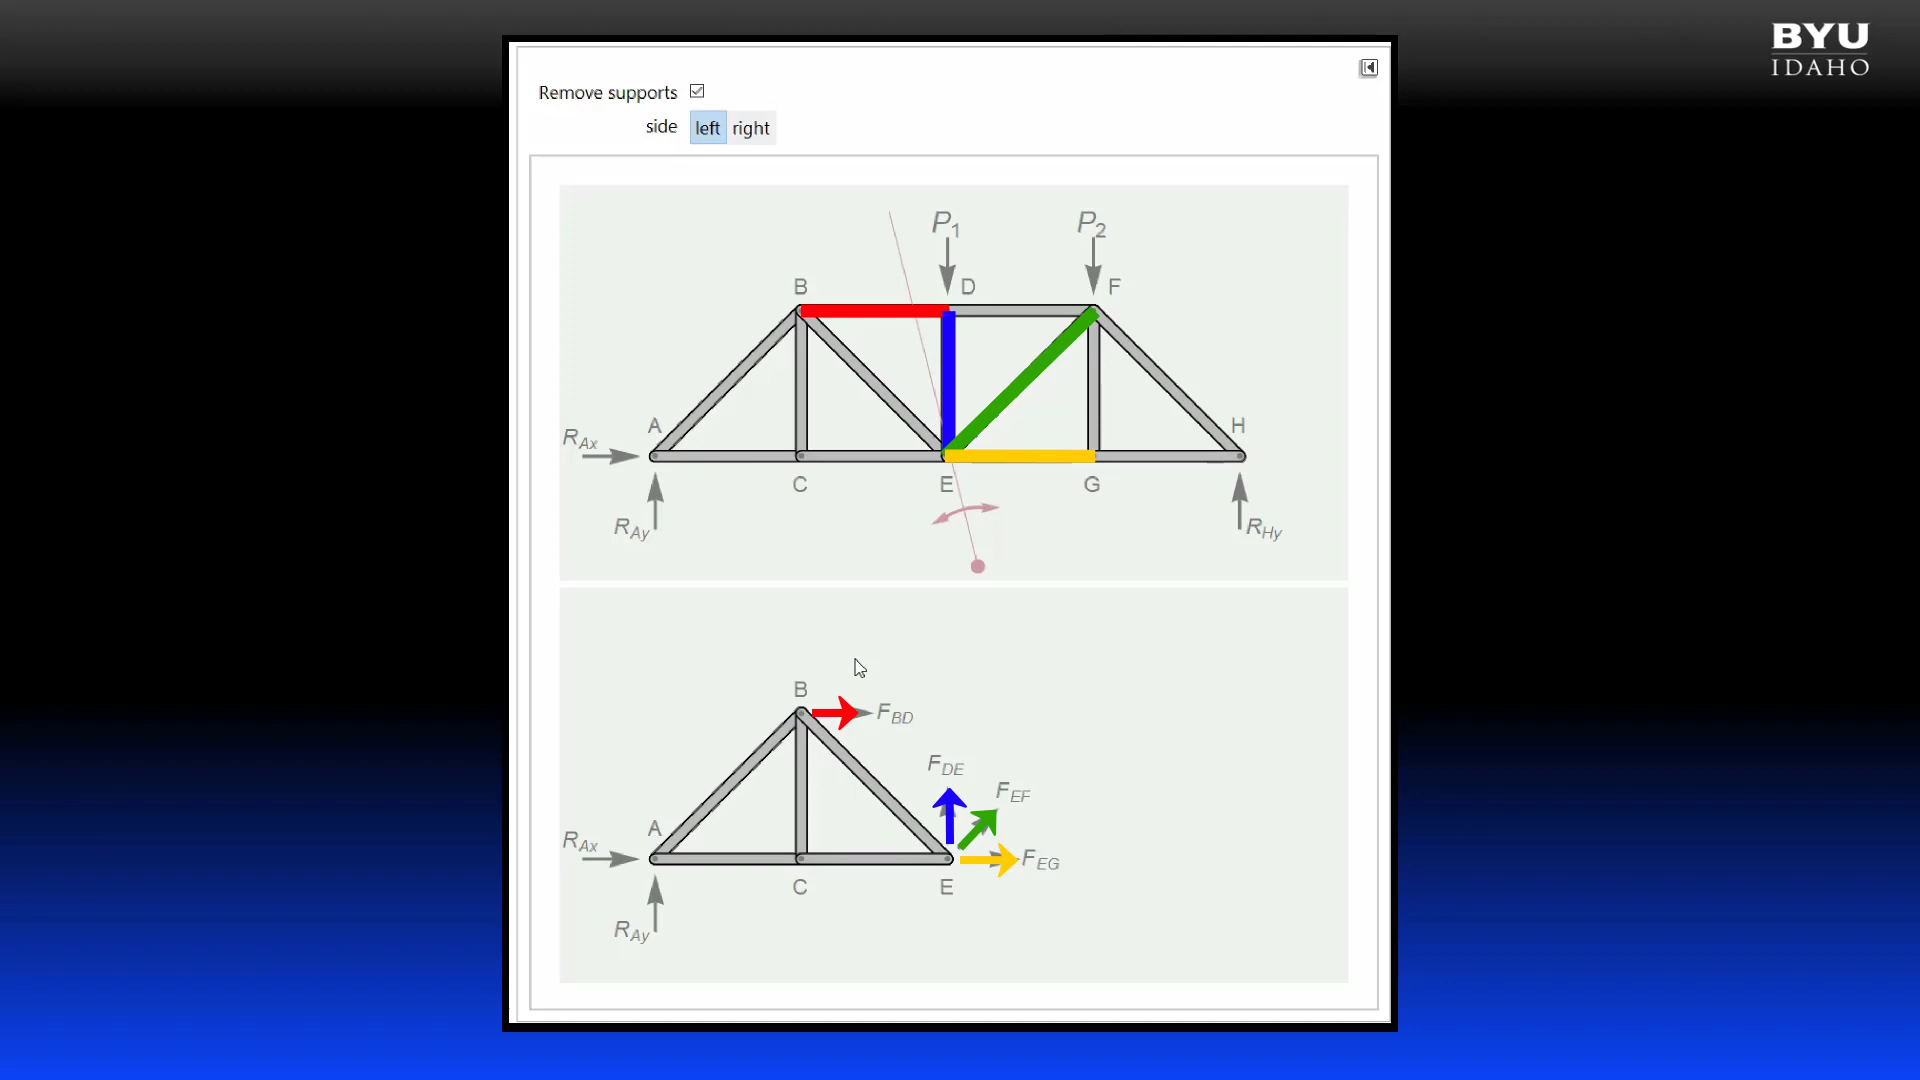 BYU
IDAHO
Remove supports
side left right
P1 P2
B D F
A H
RAx
C E G
RAy RHy
B
FBD
FDE
FEF
A
RAx
FEG
C E
RAy